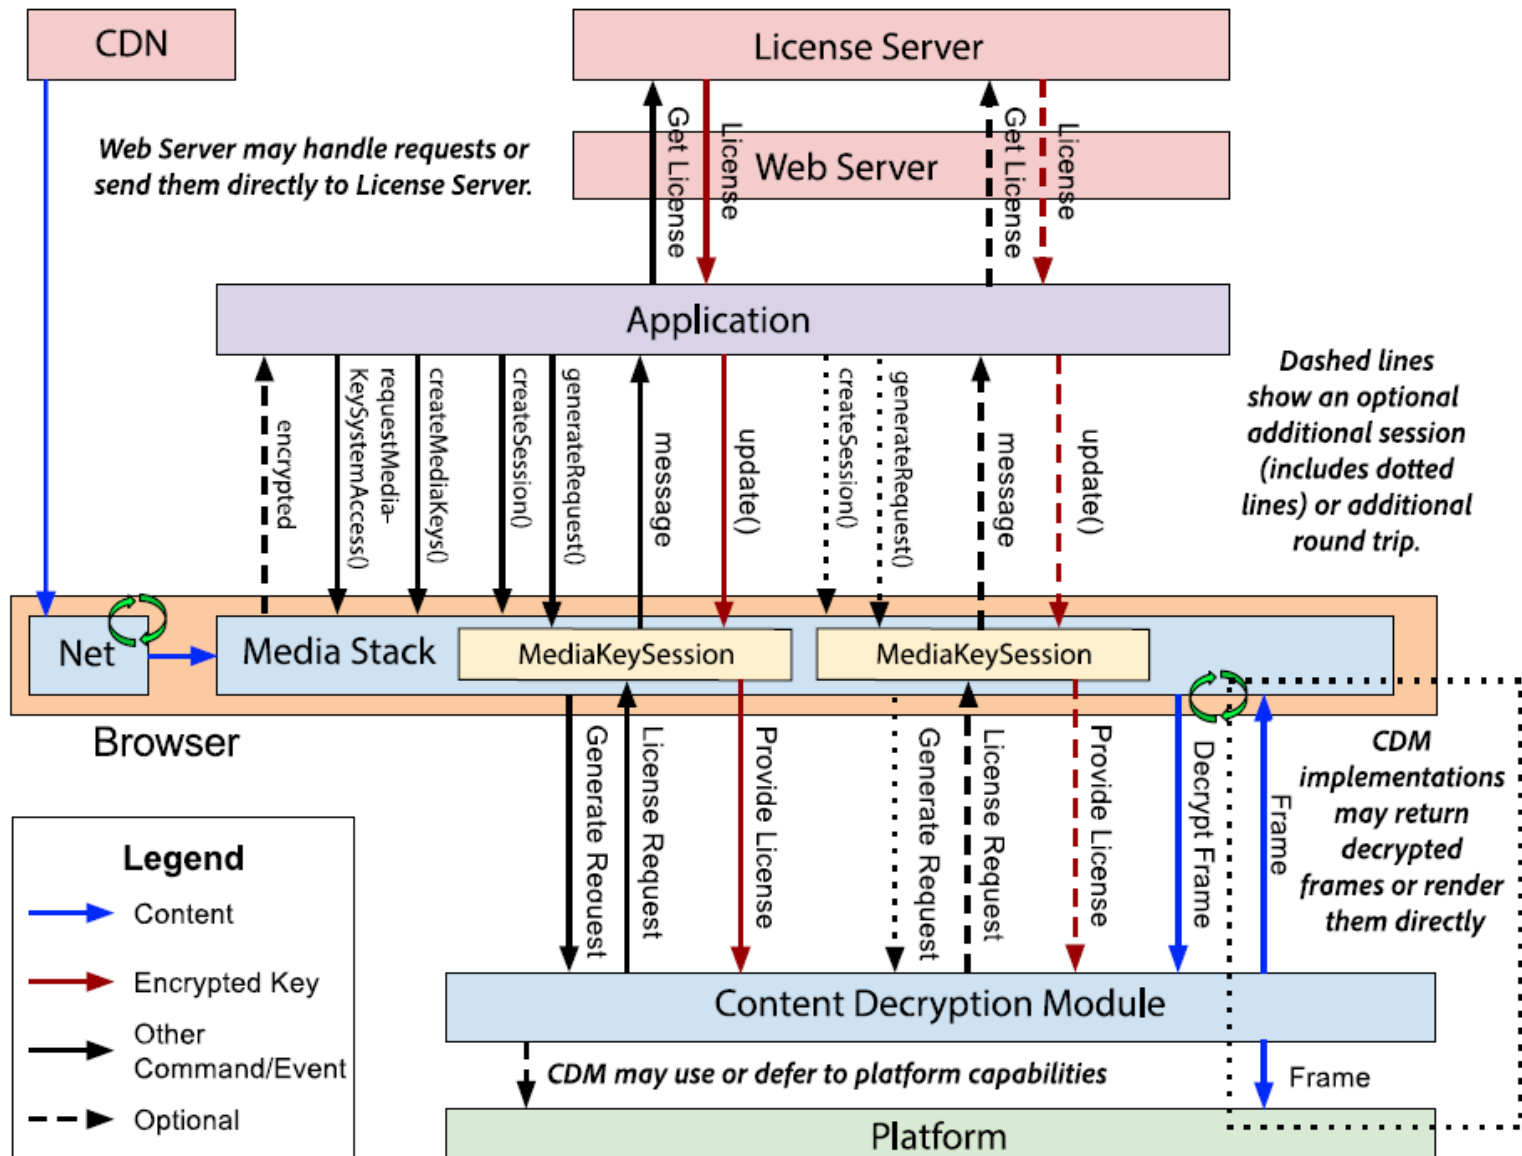 CDN
License Server
Web Server may handle requests or
send them directly to License Server.
Get License
License
Get License
License
Web Server
Application
encrypted
requestMedia-
KeySystemAccess()
createMediaKeys()
createSession()
generateRequest()
message
update()
createSession()
generateRequest()
message
update()
Dashed lines
show an optional
additional session
(includes dotted
lines) or additional
round trip.
Net
Media Stack
MediaKeySession
MediaKeySession
Browser
Generate Request
License Request
Provide License
Generate Request
License Request
Provide License
Decrypt Frame
Frame
CDM
implementations
may return
decrypted
frames or render
them directly
Legend
Content
Encrypted Key
Other
Command/Event
Optional
Content Decryption Module
CDM may use or defer to platform capabilities
Frame
Platform